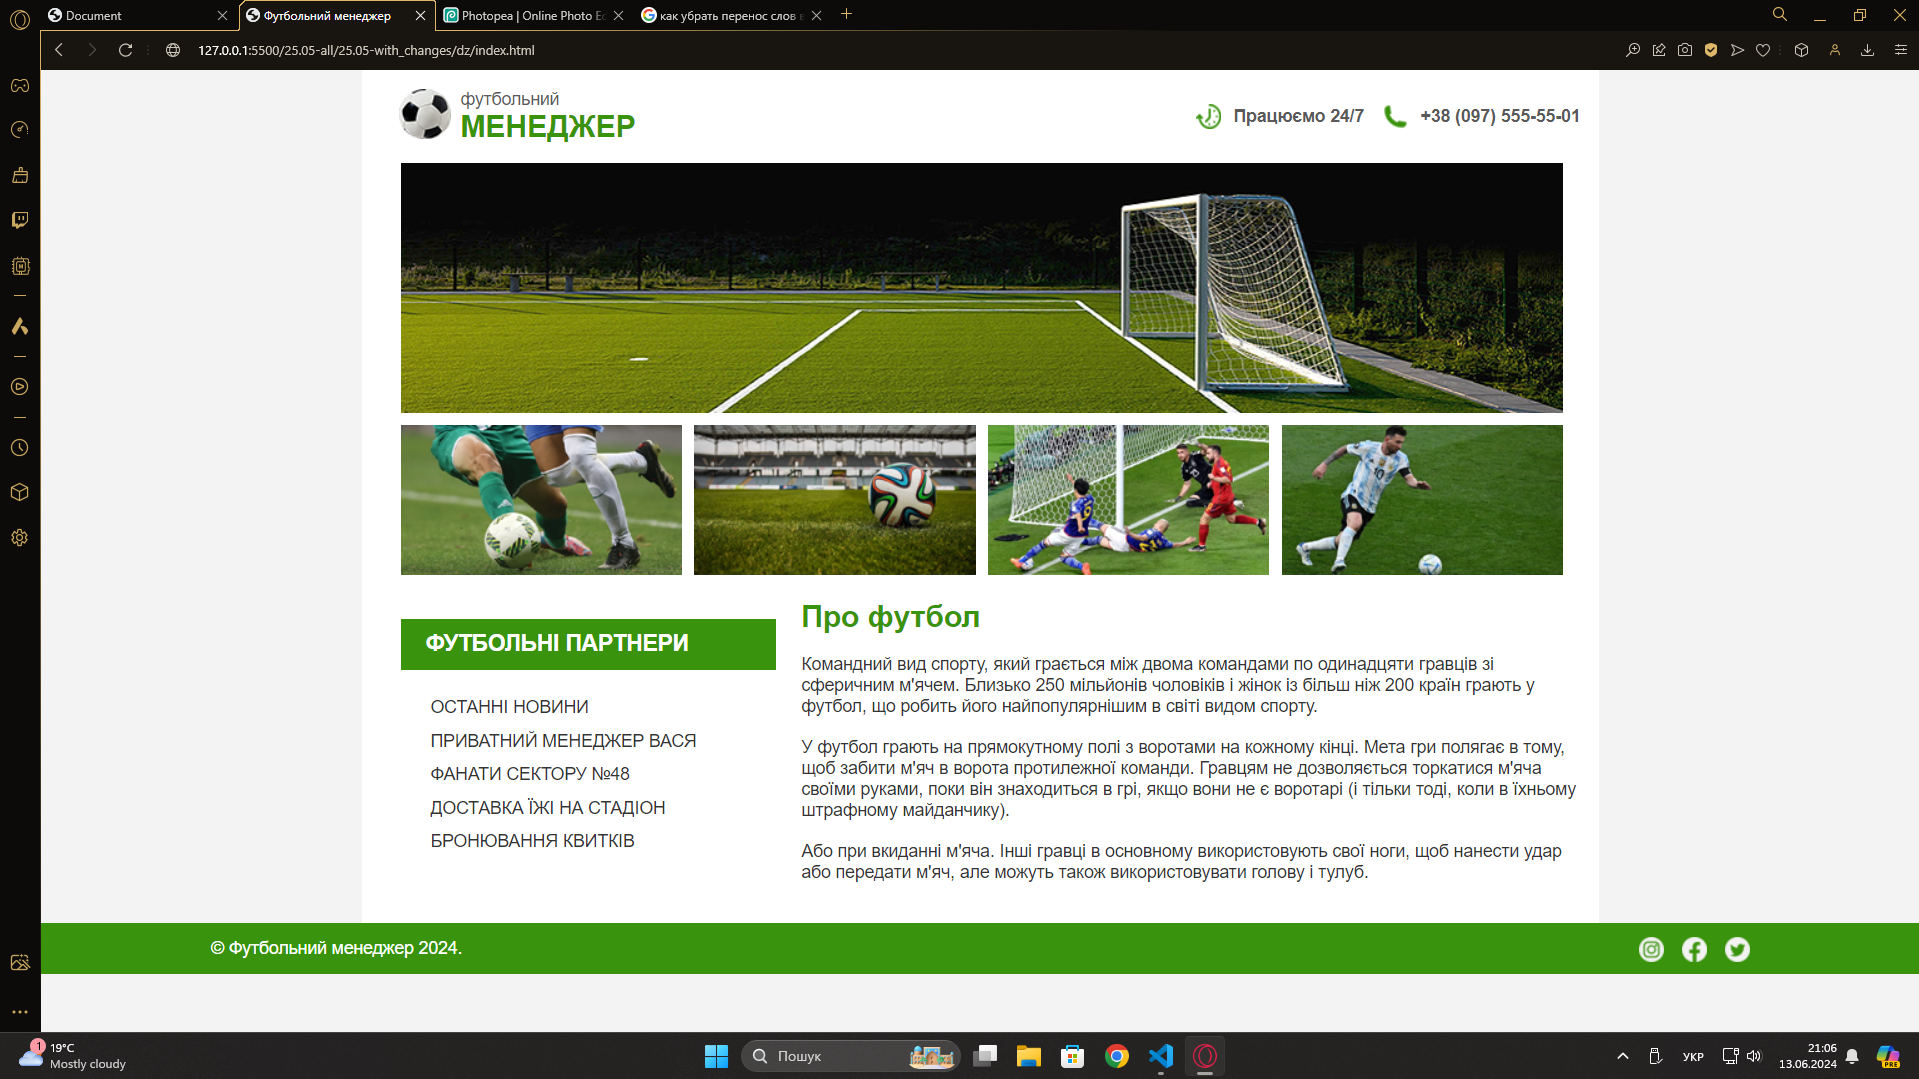 Document
Футбольний менеджер
Photopea | Online Photo Ed
как убрать перенос слов в
127.0.0.1:5500/25.05-all/25.05-with_changes/dz/index.html
футбольний
МЕНЕДЖЕР
Працюємо 24/7
+38 (097) 555-55-01
ФУТБОЛЬНІ ПАРТНЕРИ
ОСТАННІ НОВИНИ
ПРИВАТНИЙ МЕНЕДЖЕР ВАСЯ
ФАНАТИ СЕКТОРУ №48
ДОСТАВКА ЇЖІ НА СТАДІОН
БРОНЮВАННЯ КВИТКІВ
Про футбол
Командний вид спорту, який грається між двома командами по одинадцяти гравців зі
сферичним м'ячем. Близько 250 мільйонів чоловіків і жінок із більш ніж 200 країн грають у
футбол, що робить його найпопулярнішим в світі видом спорту.
У футбол грають на прямокутному полі з воротами на кожному кінці. Мета гри полягає в тому,
щоб забити м'яч в ворота протилежної команди. Гравцям не дозволяється торкатися м'яча
своїми руками, поки він знаходиться в грі, якщо вони не є воротарі (і тільки тоді, коли в їхньому
штрафному майданчику).
Або при вкиданні м'яча. Інші гравці в основному використовують свої ноги, щоб нанести удар
або передати м'яч, але можуть також використовувати голову і тулуб.
© Футбольний менеджер 2024.
1
19°C
Mostly cloudy
Пошук
УКР
21:06
13.06.2024
PRE